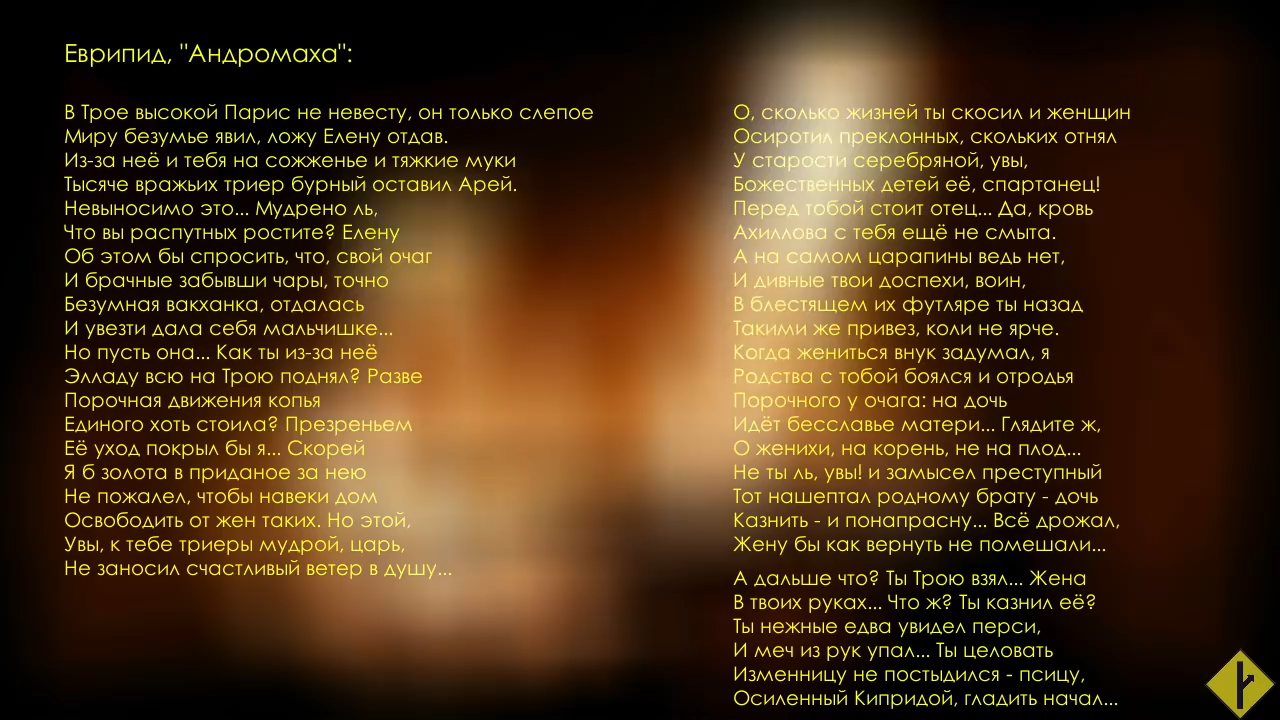 Еврипид, "Андромаха":
В Трое высокой Парис не невесту, он только слепое
Миру безумье явил, ложу Елену отдав.
Из-за неё и тебя на сожженье и тяжкие муки
Тысяче вражьих триер бурный оставил Арей.
Невыносимо это... Мудрено ль,
Что вы распутных ростите? Елену
Об этом бы спросить, что, свой очаг
И брачные забывши чары, точно
Безумная вакханка, отдалась
И увезти дала себя мальчишке...
Но пусть она... Как ты из-за неё
Элладу всю на Трою поднял? Разве
Порочная движения копья
Единого хоть стоила? Презреньем
Её уход покрыл бы я... Скорей
Я б золота в приданое за нею
Не пожалел, чтобы навеки дом
Освободить от жен таких. Но этой,
Увы, к тебе триеры мудрой, царь,
Не заносил счастливый ветер в душу...
О, сколько жизней ты скосил и женщин
Осиротил преклонных, скольких отнял
У старости серебряной, увы,
Божественных детей её, спартанец!
Перед тобой стоит отец... Да, кровь
Ахиллова с тебя ещё не смыта.
А на самом царапины ведь нет,
И дивные твои доспехи, воин,
В блестящем их футляре ты назад
Такими же привез, коли не ярче.
Когда жениться внук задумал, я
Родства с тобой боялся и отродья
Порочного у очага: на дочь
Идёт бесславье матери... Глядите ж,
О женихи, на корень, не на плод...
Не ты ль, увы! и замысел преступный
Тот нашептал родному брату - дочь
Казнить - и понапрасну... Всё дрожал,
Жену бы как вернуть не помешали...
А дальше что? Ты Трою взял... Жена
В твоих руках... Что ж? Ты казнил её?
Ты нежные едва увидел перси,
И меч из рук упал... Ты целовать
Изменницу не постыдился - псицу,
Осиленный Кипридой, гладить начал...